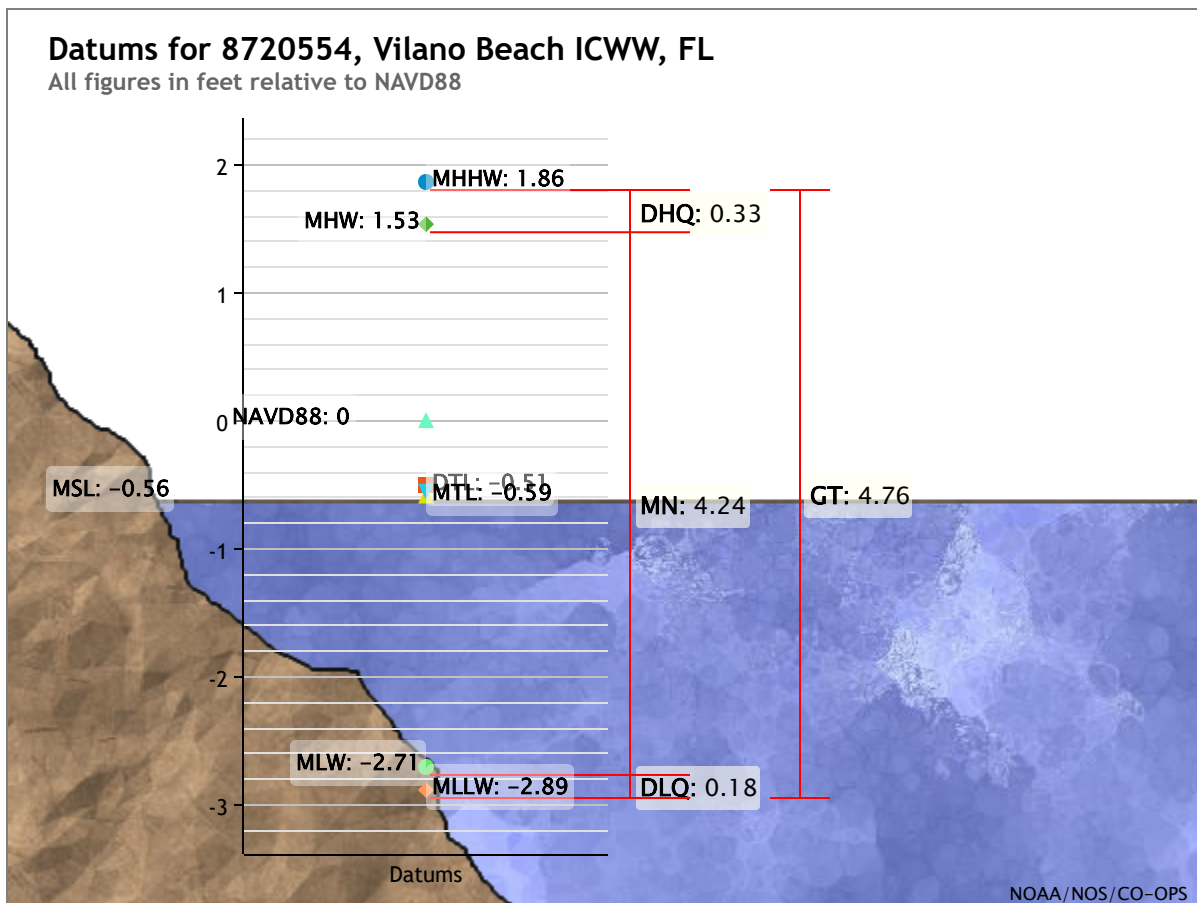 Datums for 8720554, Vilano Beach ICWW, FL
All figures in feet relative to NAVD88
2
MHHW: 1.86
DHQ: 0.33
MHW: 1.53
1
0
NAVD88: 0
MSL: −0.56
DTL: −0.51
MTL: −0.59
MN: 4.24
GT: 4.76
-1
-2
MLW: −2.71
MLLW: −2.89
DLQ: 0.18
-3
Datums
NOAA/NOS/CO−OPS